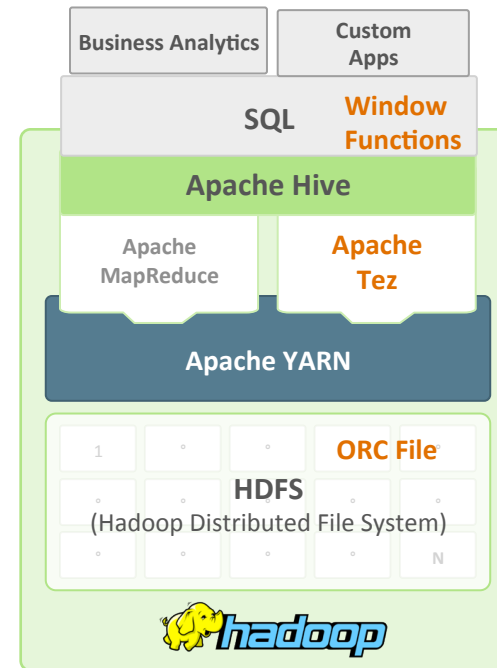 Business Analytics
Custom
Apps
SQL
Window
Functions
Apache Hive
Apache
MapReduce
Apache
Tez
Apache YARN
1 ° ° ORC File °
HDFS
° ° ° ° °
(Hadoop Distributed File System)
° ° ° ° N
hadoop